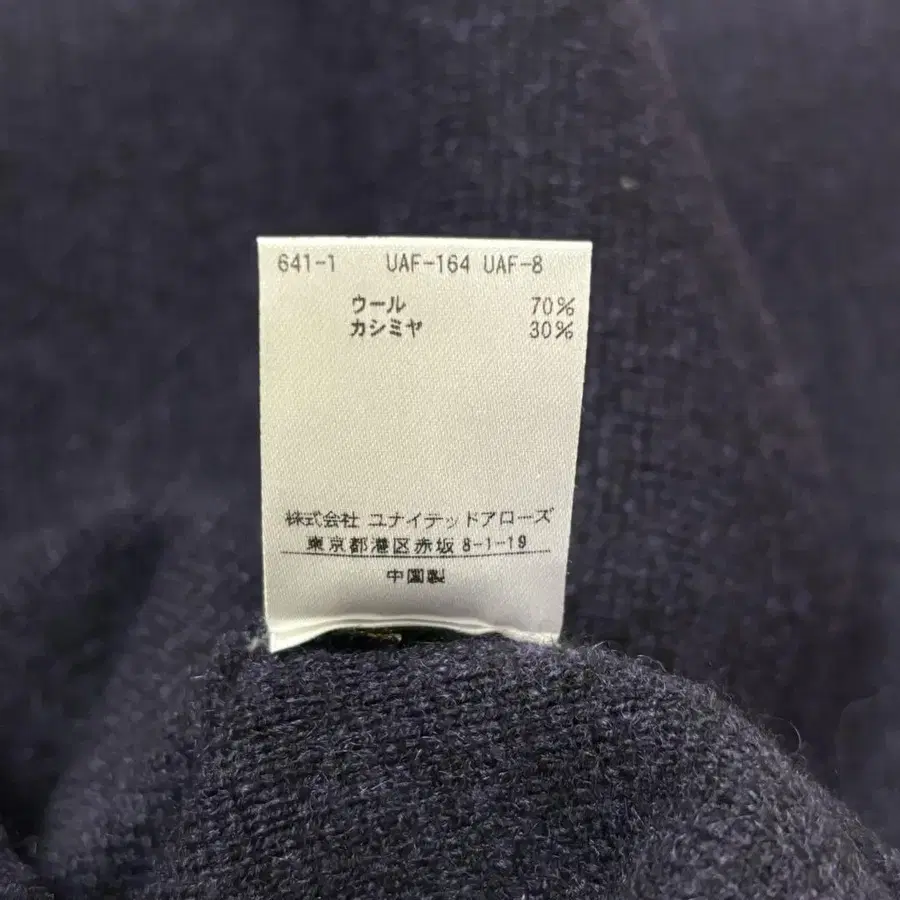 641-1 UAF-164 UAF-8
ウール 70%
カシミヤ 30%
株式会社 ユナイテッドアローズ
東京都港区赤坂 8-1-19
中国製